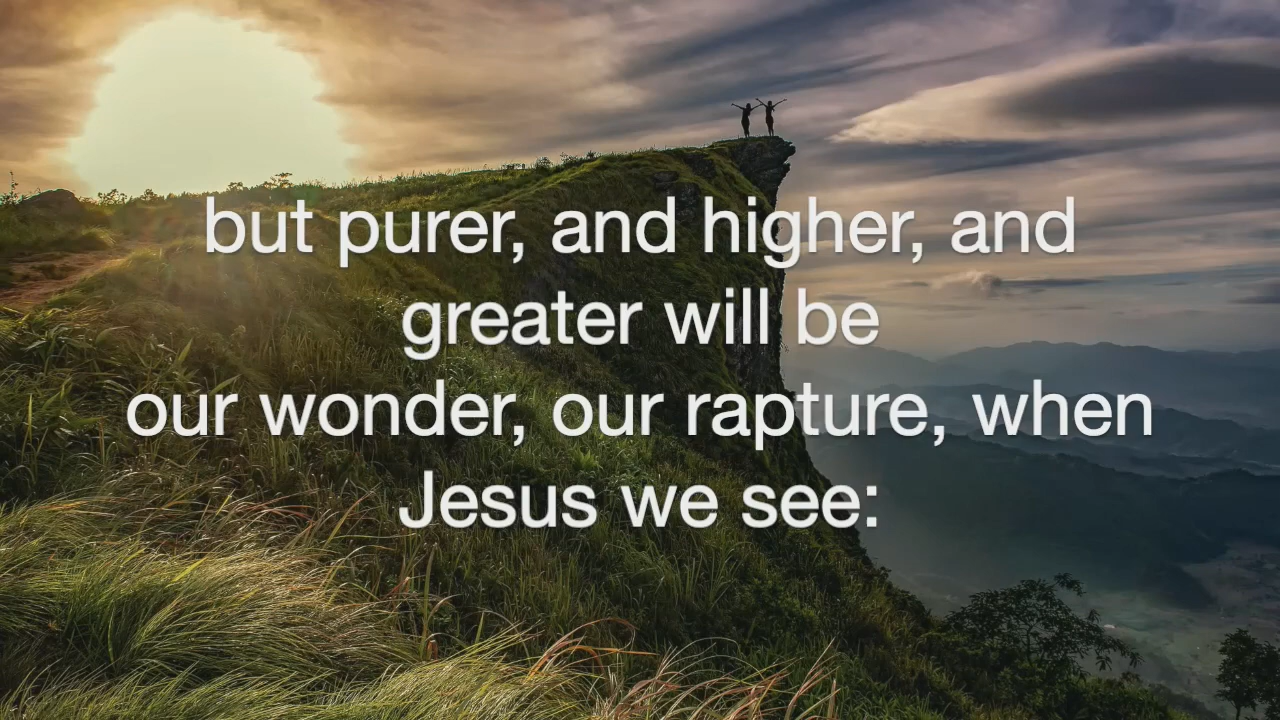 but purer, and higher, and
greater will be
our wonder, our rapture, when
Jesus we see: